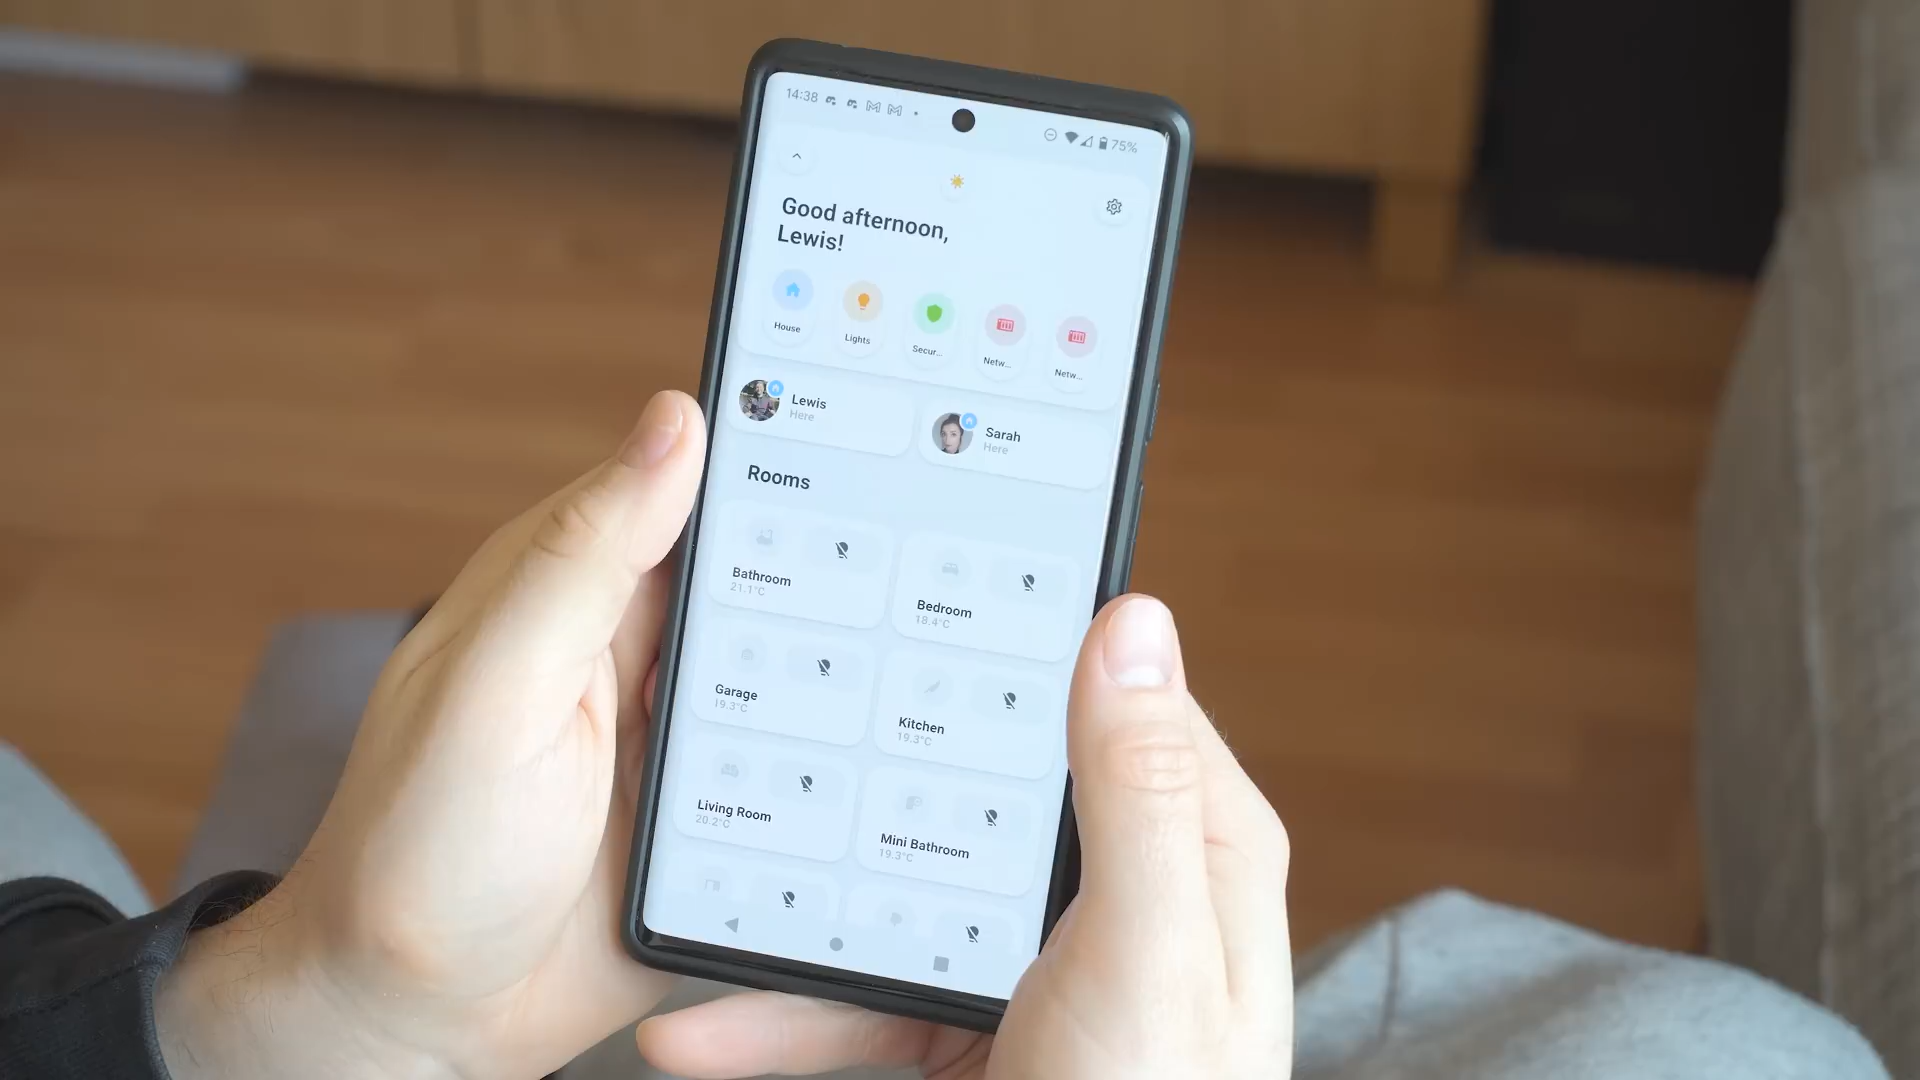 14:38
75%
Good afternoon,
Lewis!
House
Lights
Secur...
Netw...
Netw...
Lewis
Here
Sarah
Here
Rooms
Bathroom
21.1°C
Bedroom
18.4°C
Garage
19.3°C
Kitchen
19.3°C
Living Room
20.2°C
Mini Bathroom
19.3°C